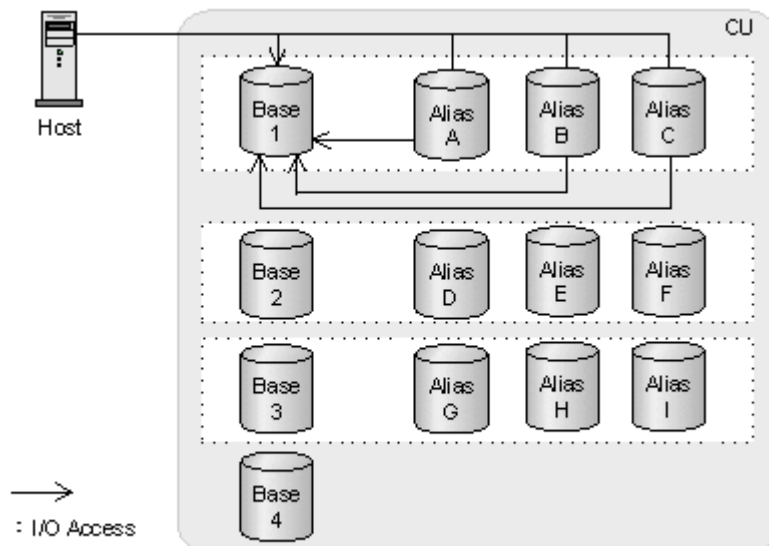 CU
Host
Base
1
Alias
A
Alias
B
Alias
C
Base
2
Alias
D
Alias
E
Alias
F
Base
3
Alias
G
Alias
H
Alias
I
Base
4
: I/O Access